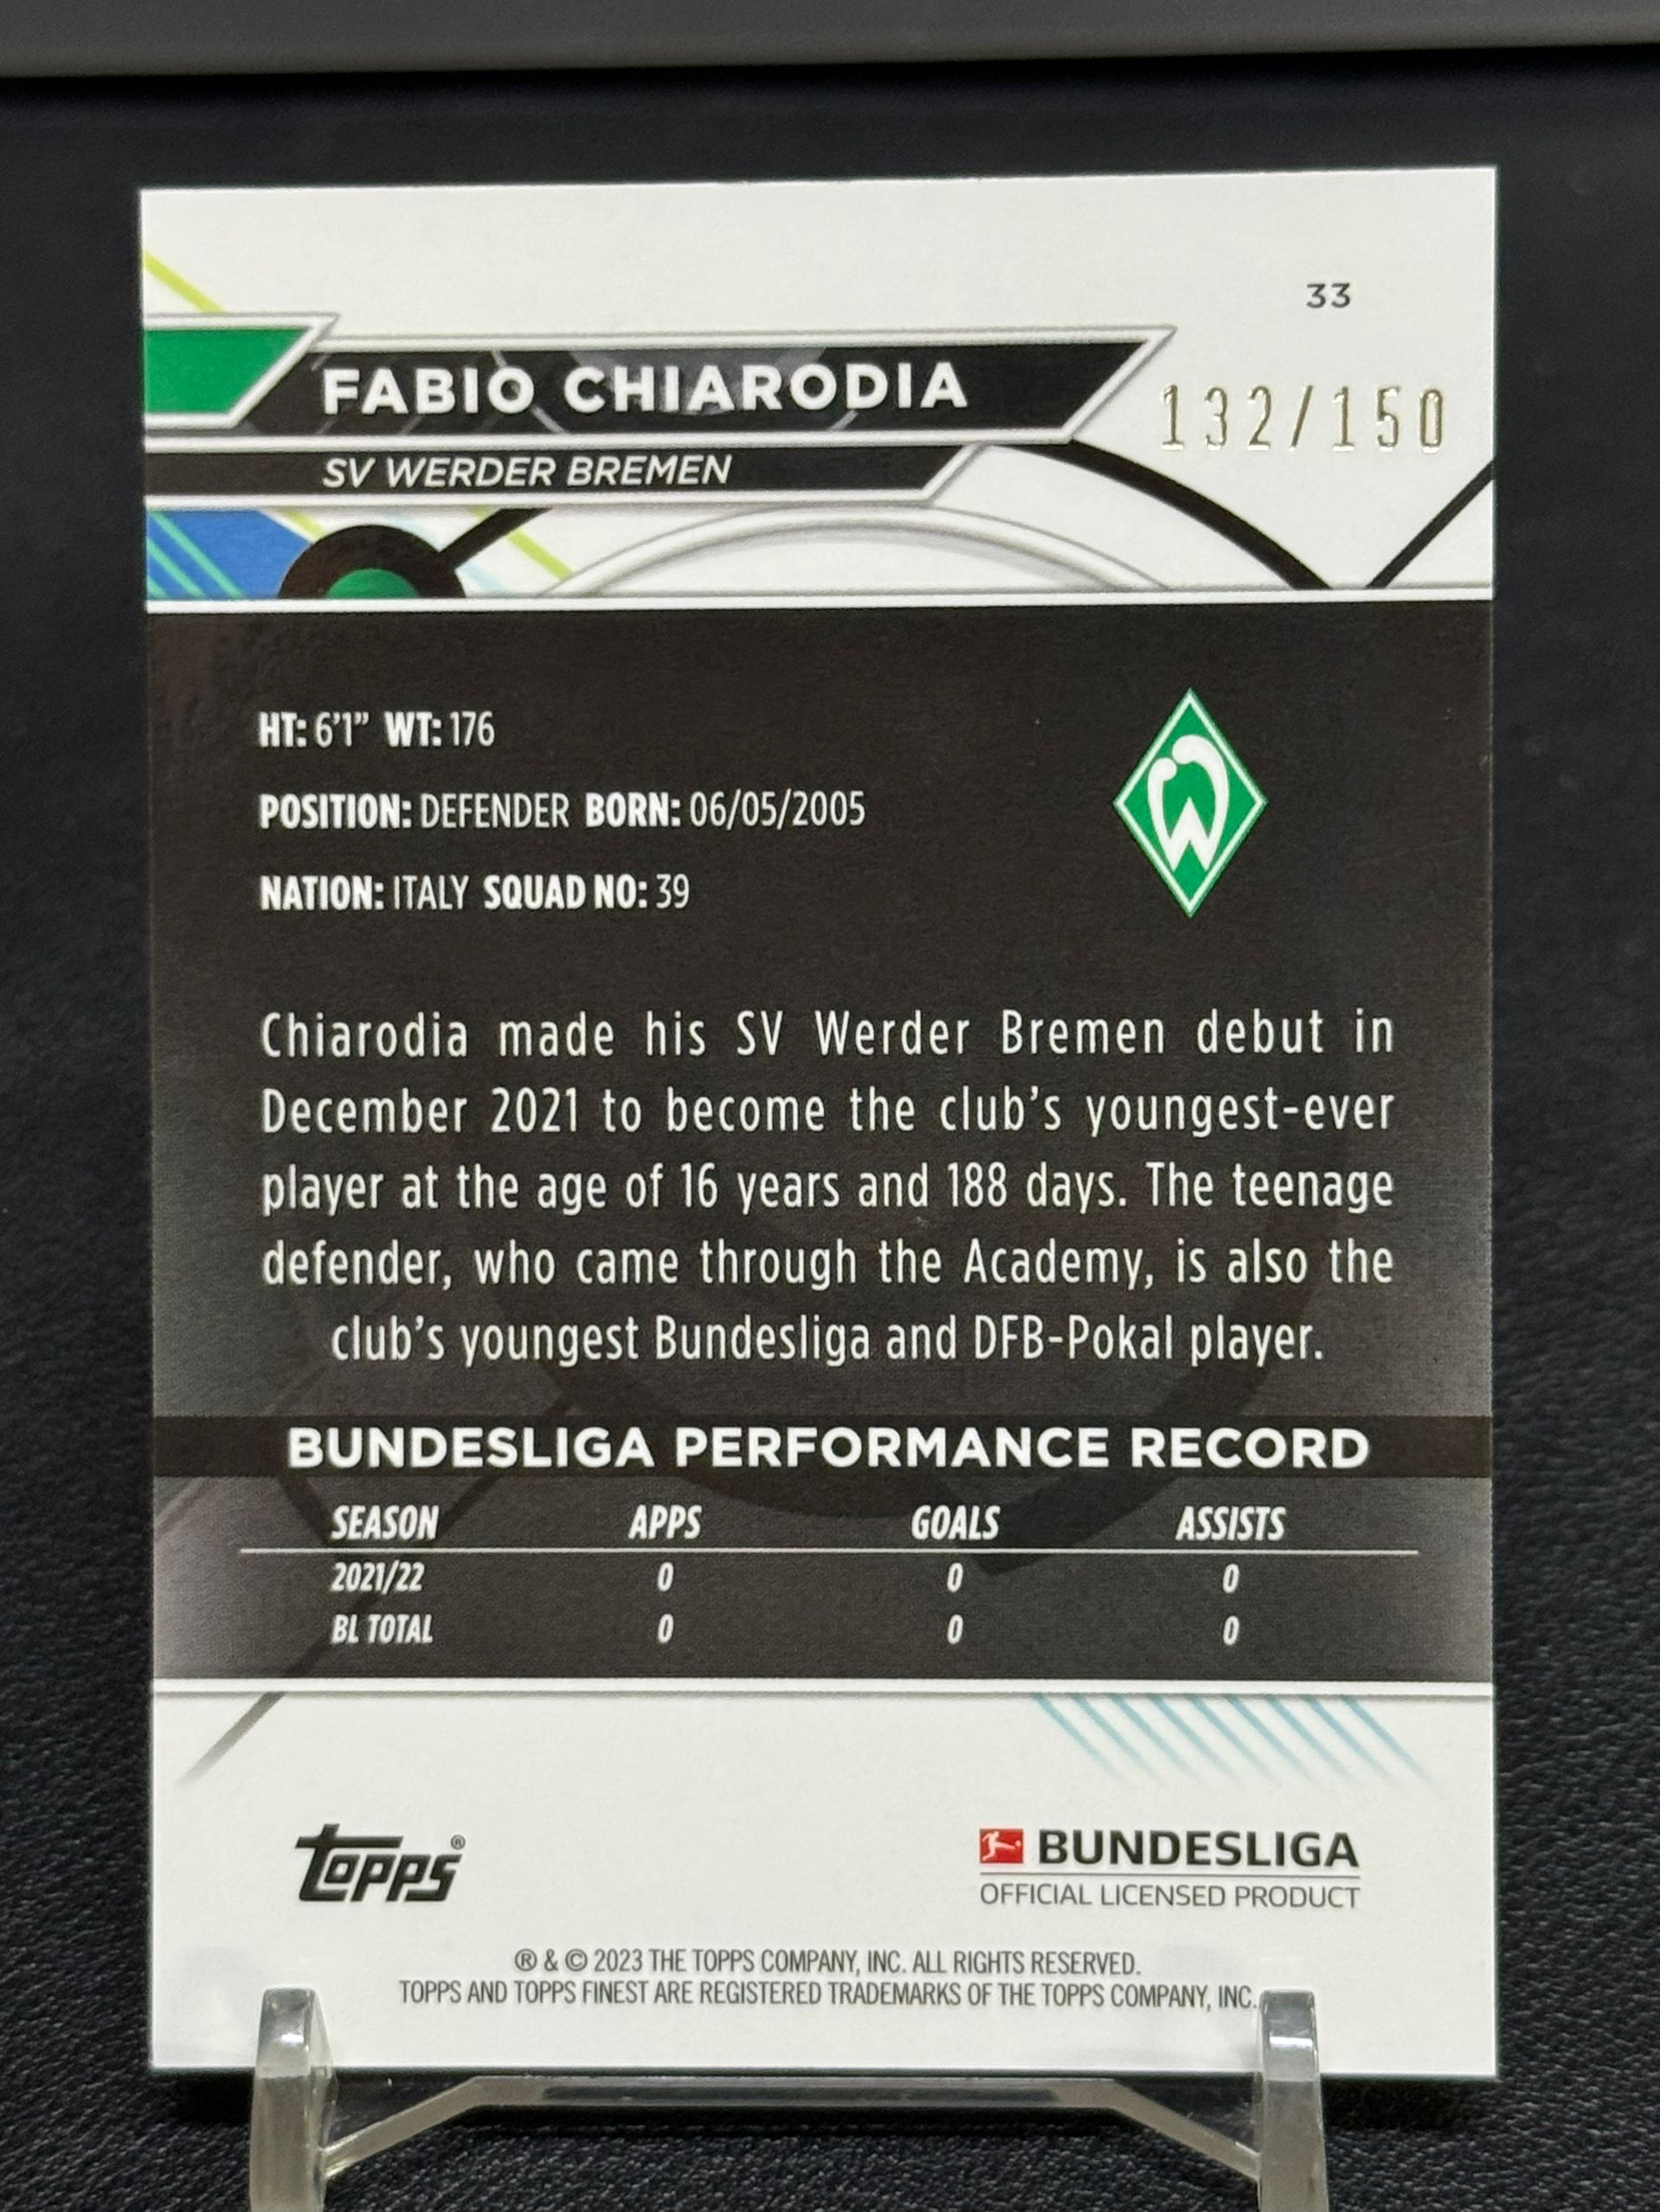 33
FABIO CHIARODIA
132/150
SV WERDER BREMEN
HT: 6'1" WT: 176
POSITION: DEFENDER BORN: 06/05/2005
NATION: ITALY SQUAD NO: 39
W
Chiarodia made his SV Werder Bremen debut in
December 2021 to become the club's youngest-ever
player at the age of 16 years and 188 days. The teenage
defender, who came through the Academy, is also the
club's youngest Bundesliga and DFB-Pokal player.
BUNDESLIGA PERFORMANCE RECORD
SEASON APPS GOALS ASSISTS
2021/22 0 0 0
BL TOTAL 0 0 0
Topps®
BUNDESLIGA
OFFICIAL LICENSED PRODUCT
® & © 2023 THE TOPPS COMPANY, INC. ALL RIGHTS RESERVED.
TOPPS AND TOPPS FINEST ARE REGISTERED TRADEMARKS OF THE TOPPS COMPANY, INC.